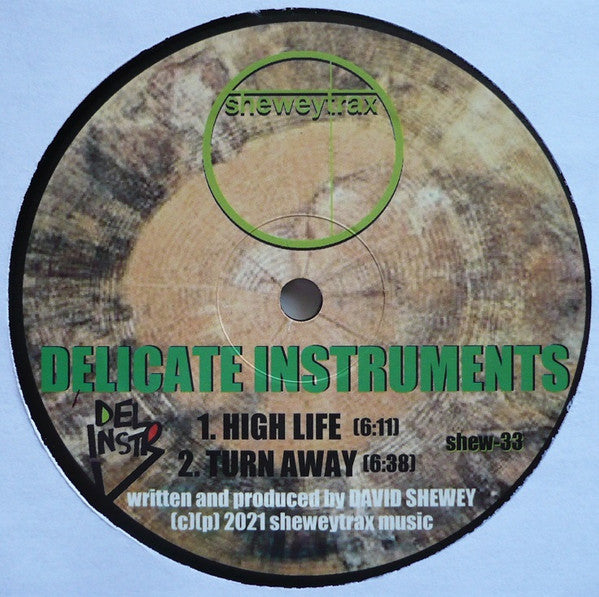 sheweytrax
DELICATE INSTRUMENTS
DEL
INSTR
1. HIGH LIFE (6:11)
shew-33
2. TURN AWAY (6:38)
written and produced by DAVID SHEWEY
(c)(p) 2021 sheweytrax music